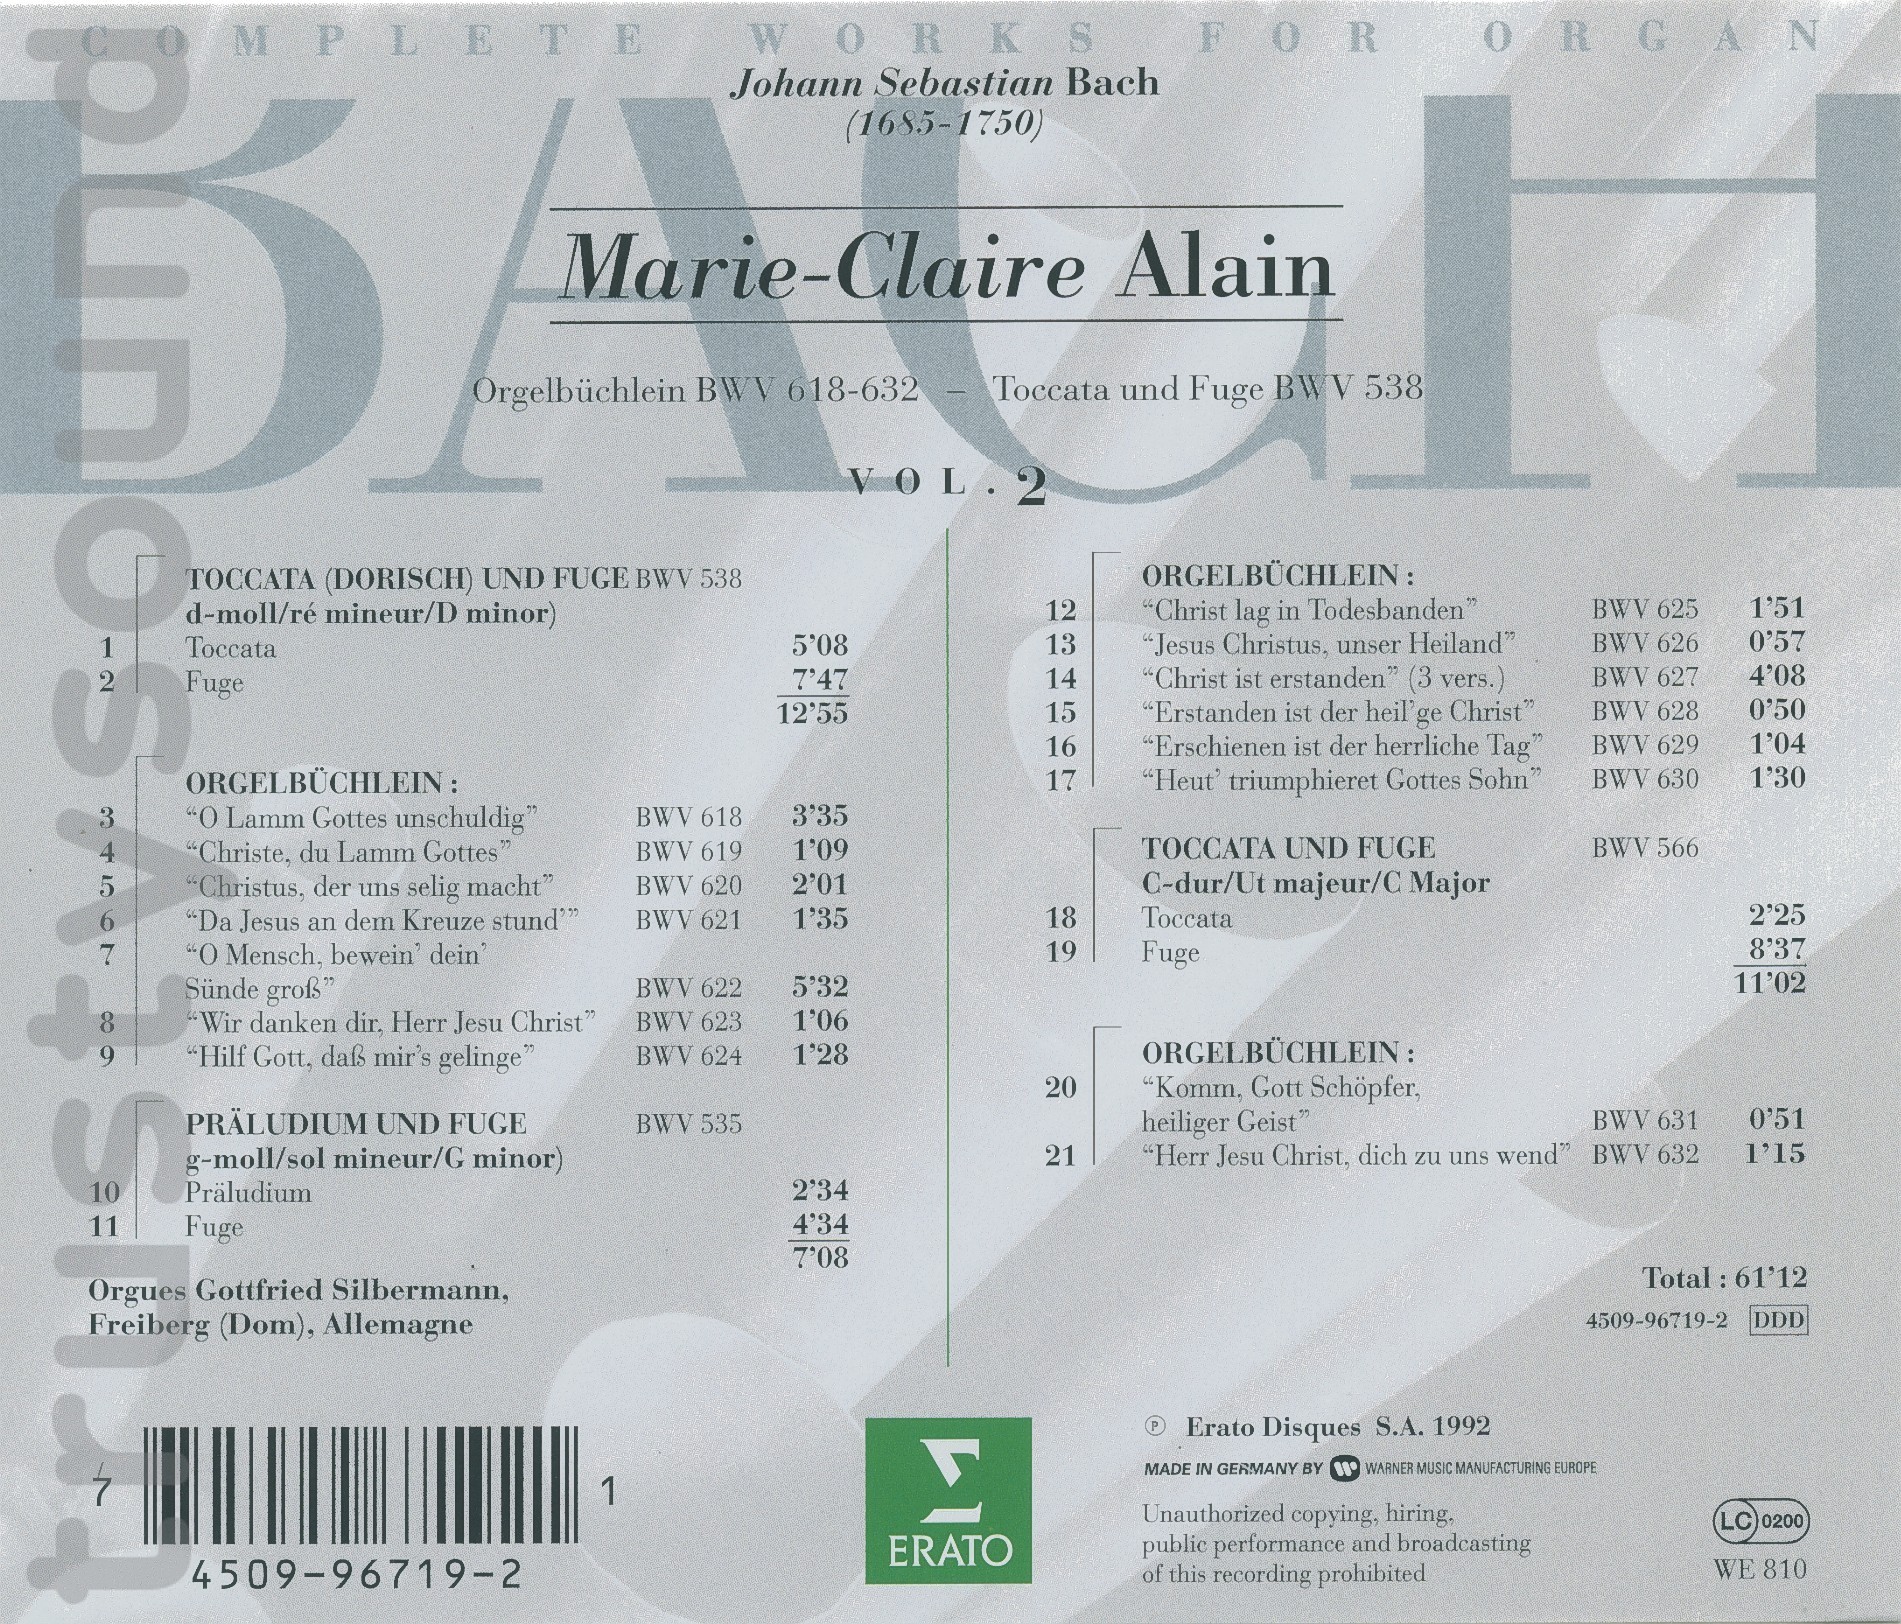 COMPLETE WORKS FOR ORGAN
BACH
Johann Sebastian Bach
(1685-1750)
Marie-Claire Alain
Orgelbüchlein BWV 618-632 – Toccata und Fuge BWV 538
VOL. 2
TOCCATA (DORISCH) UND FUGE BWV 538
d-moll/ré mineur/D minor)
1 Toccata 5’08
2 Fuge 7’47
12’55
ORGELBÜCHLEIN :
3 “O Lamm Gottes unschuldig” BWV 618 3’35
4 “Christe, du Lamm Gottes” BWV 619 1’09
5 “Christus, der uns selig macht” BWV 620 2’01
6 “Da Jesus an dem Kreuze stund’” BWV 621 1’35
7 “O Mensch, bewein’ dein’
Sünde groß” BWV 622 5’32
8 “Wir danken dir, Herr Jesu Christ” BWV 623 1’06
9 “Hilf Gott, daß mir’s gelinge” BWV 624 1’28
PRÄLUDIUM UND FUGE BWV 535
g-moll/sol mineur/G minor)
10 Präludium 2’34
11 Fuge 4’34
7’08
Orgues Gottfried Silbermann,
Freiberg (Dom), Allemagne
ORGELBÜCHLEIN :
12 “Christ lag in Todesbanden” BWV 625 1’51
13 “Jesus Christus, unser Heiland” BWV 626 0’57
14 “Christ ist erstanden” (3 vers.) BWV 627 4’08
15 “Erstanden ist der heil’ge Christ” BWV 628 0’50
16 “Erschienen ist der herrliche Tag” BWV 629 1’04
17 “Heut’ triumphieret Gottes Sohn” BWV 630 1’30
TOCCATA UND FUGE BWV 566
C-dur/Ut majeur/C Major
18 Toccata 2’25
19 Fuge 8’37
11’02
ORGELBÜCHLEIN :
20 “Komm, Gott Schöpfer,
heiliger Geist” BWV 631 0’51
21 “Herr Jesu Christ, dich zu uns wend” BWV 632 1’15
Total : 61’12
4509-96719-2 DDD
7 4509-96719-2 1
ERATO
Ⓟ Erato Disques S.A. 1992
MADE IN GERMANY BY WARNER MUSIC MANUFACTURING EUROPE
Unauthorized copying, hiring,
public performance and broadcasting
of this recording prohibited
LC 0200
WE 810
trustvsound